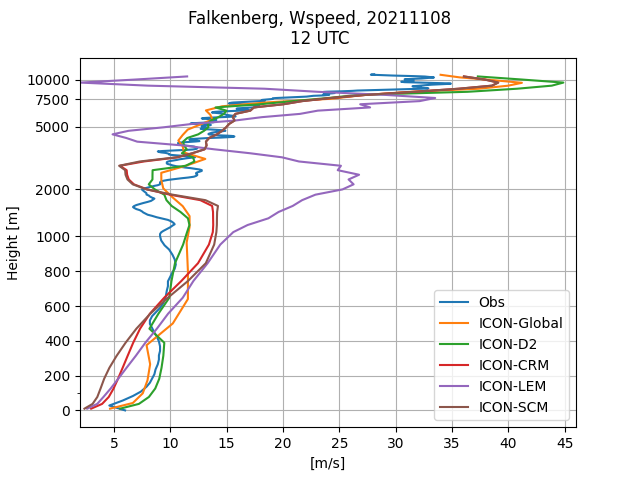 Falkenberg, Wspeed, 20211108
12 UTC
Height [m]
10000
7500
5000
2000
1000
800
600
400
200
0
5
10
15
20
25
30
35
40
45
[m/s]
Obs
ICON-Global
ICON-D2
ICON-CRM
ICON-LEM
ICON-SCM